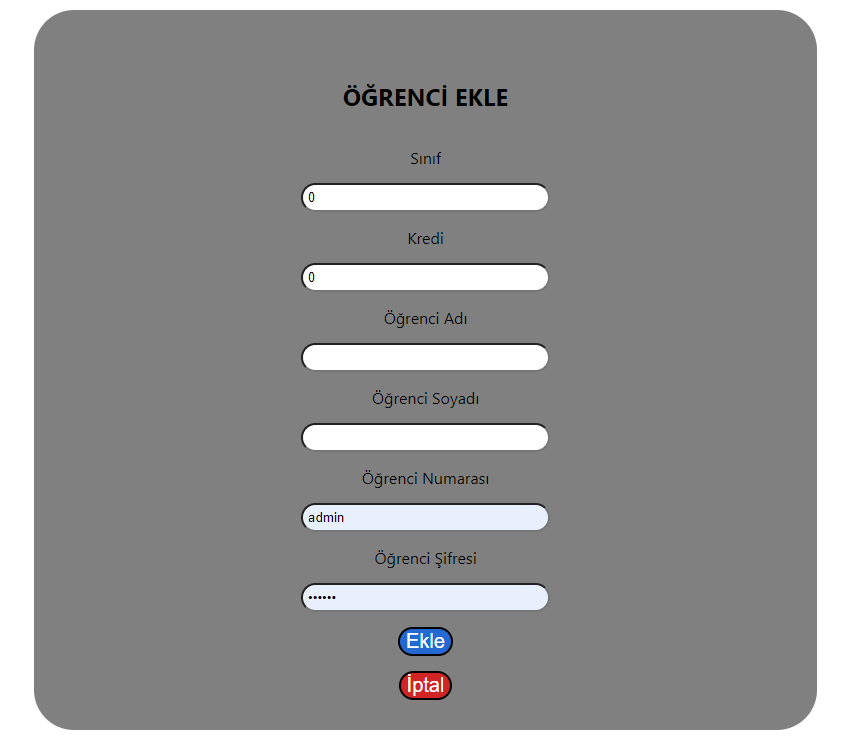 ÖĞRENCİ EKLE
Sınıf
0
Kredi
0
Öğrenci Adı
Öğrenci Soyadı
Öğrenci Numarası
admin
Öğrenci Şifresi
••••••
Ekle
İptal